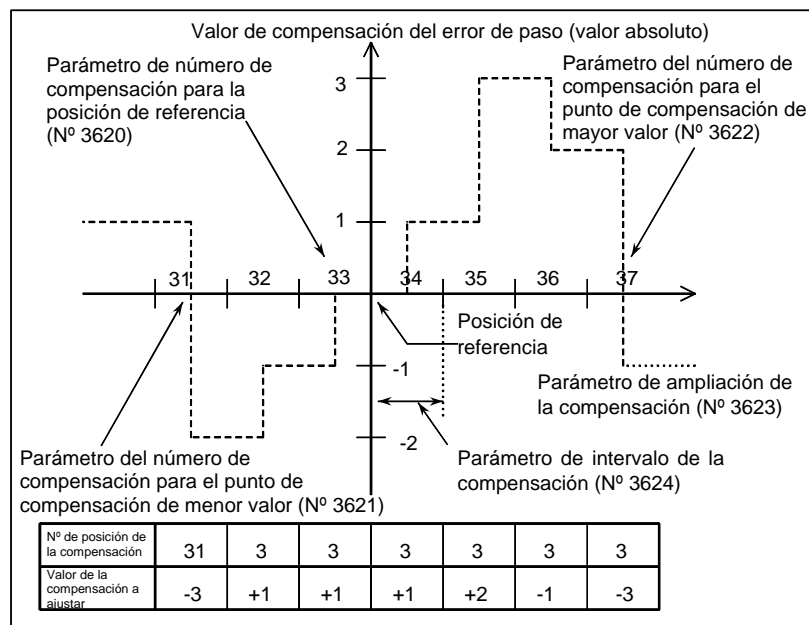 Valor de compensación del error de paso (valor absoluto)
Parámetro de número de
compensación para la
posición de referencia
(Nº 3620)
Parámetro del número de
compensación para el
punto de compensación de
mayor valor (Nº 3622)
3
2
1
31
32
33
34
35
36
37
Posición de
referencia
-1
-2
Parámetro de ampliación de
la compensación (Nº 3623)
Parámetro del número de
compensación para el punto de
compensación de menor valor (Nº 3621)
Parámetro de intervalo de la
compensación (Nº 3624)
Nº de posición de
la compensación
31 3 3 3 3 3 3
Valor de la
compensación a
ajustar
-3 +1 +1 +1 +2 -1 -3